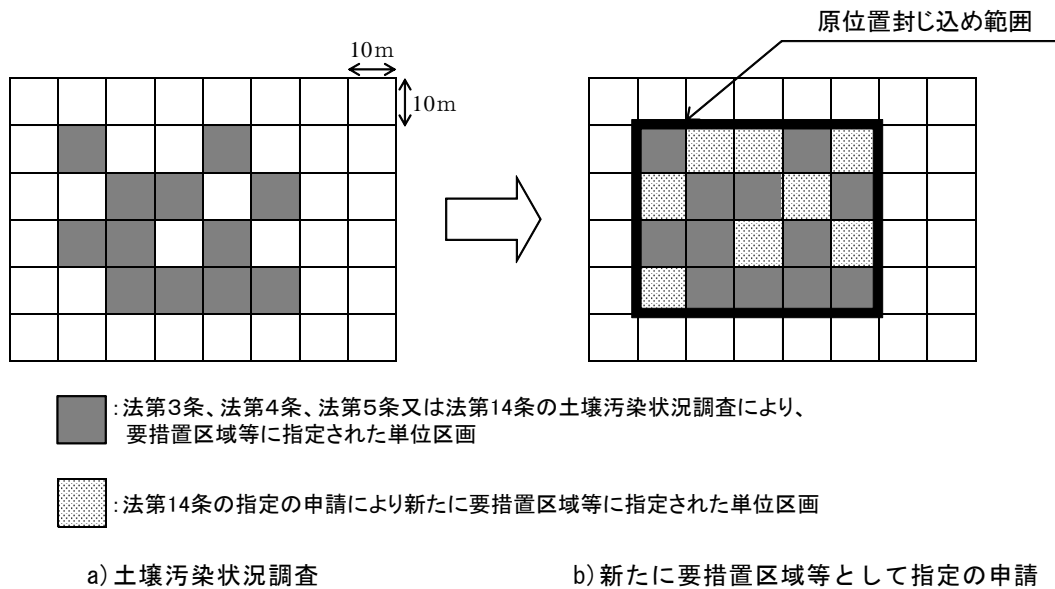 原位置封じ込め範囲
10m
10m
：法第３条、法第４条、法第５条又は法第14条の土壌汚染状況調査により、
要措置区域等に指定された単位区画
：法第14条の指定の申請により新たに要措置区域等に指定された単位区画
a）土壌汚染状況調査
b）新たに要措置区域等として指定の申請